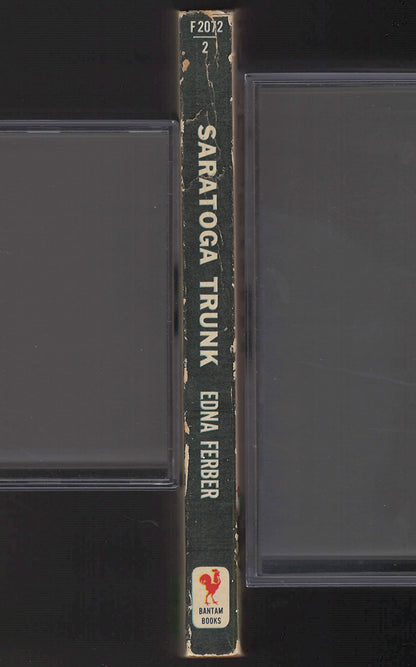 F2072
2
SARATOGA TRUNK
EDNA FERBER
BANTAM
BOOKS